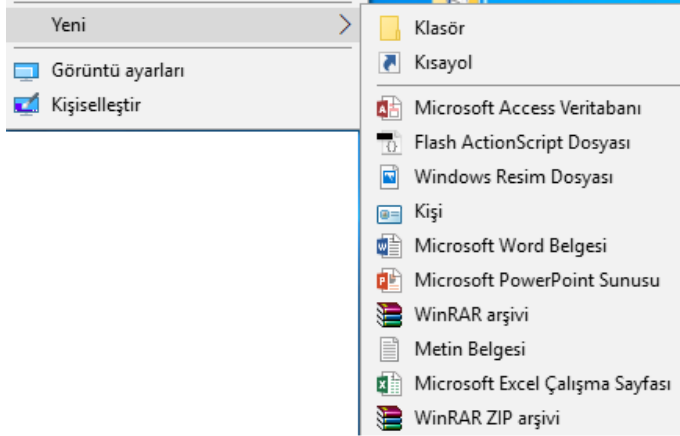 Yeni
Görüntü ayarları
Kişiselleştir
Klasör
Kısayol
Microsoft Access Veritabanı
Flash ActionScript Dosyası
Windows Resim Dosyası
Kişi
Microsoft Word Belgesi
Microsoft PowerPoint Sunusu
WinRAR arşivi
Metin Belgesi
Microsoft Excel Çalışma Sayfası
WinRAR ZIP arşivi